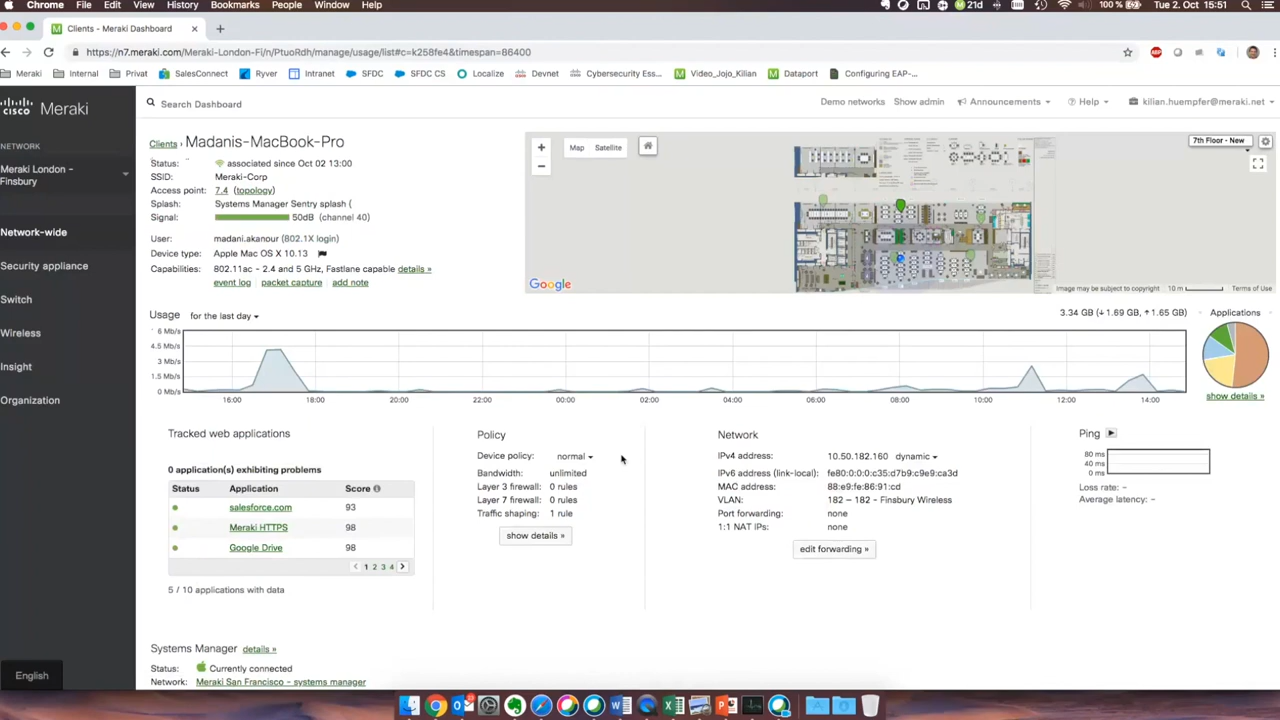 Chrome File Edit View History Bookmarks People Window Help 21d 100 % Tue 2. Oct 15:51
Clients - Meraki Dashboard
https://n7.meraki.com/Meraki-London-Fi/n/PtuoRdh/manage/usage/list#c=k258fe4&timespan=86400
Meraki Internal Privat SalesConnect Ryver Intranet SFDC SFDC CS Localize Devnet Cybersecurity Ess... Video_Jojo_Kilian Dataport Configuring EAP-...
cisco Meraki
Search Dashboard
Demo networks Show admin Announcements Help kilian.huempfer@meraki.net
NETWORK
Meraki London -
Finsbury
Network-wide
Security appliance
Switch
Wireless
Insight
Organization
English
Clients › Madanis-MacBook-Pro
Status: associated since Oct 02 13:00
SSID: Meraki-Corp
Access point: 7.4 (topology)
Splash: Systems Manager Sentry splash (
Signal: 50dB (channel 40)
User: madani.akanour (802.1X login)
Device type: Apple Mac OS X 10.13
Capabilities: 802.11ac - 2.4 and 5 GHz, Fastlane capable details »
event log packet capture add note
+ Map Satellite
−
7th Floor - New
Google
Image may be subject to copyright 10 m Terms of Use
Usage for the last day
3.34 GB (↓ 1.69 GB, ↑ 1.65 GB) Applications
6 Mb/s
4.5 Mb/s
3 Mb/s
1.5 Mb/s
0 Mb/s
16:00 18:00 20:00 22:00 00:00 02:00 04:00 06:00 08:00 10:00 12:00 14:00
show details »
Tracked web applications
0 application(s) exhibiting problems
Status Application Score
salesforce.com 93
Meraki HTTPS 98
Google Drive 98
1 2 3 4
5 / 10 applications with data
Policy
Device policy: normal
Bandwidth: unlimited
Layer 3 firewall: 0 rules
Layer 7 firewall: 0 rules
Traffic shaping: 1 rule
show details »
Network
IPv4 address: 10.50.182.160 dynamic
IPv6 address (link-local): fe80:0:0:0:c35:d7b9:c9e9:ca3d
MAC address: 88:e9:fe:86:91:cd
VLAN: 182 – 182 - Finsbury Wireless
Port forwarding: none
1:1 NAT IPs: none
edit forwarding »
Ping
80 ms
40 ms
0 ms
Loss rate: –
Average latency: –
Systems Manager details »
Status: Currently connected
Network: Meraki San Francisco - systems manager